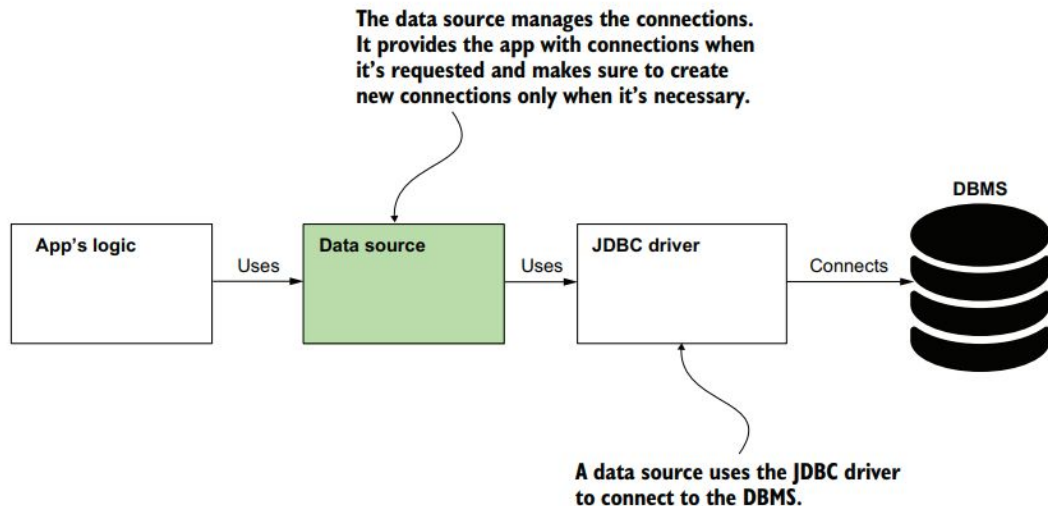 The data source manages the connections.
It provides the app with connections when
it's requested and makes sure to create
new connections only when it's necessary.
DBMS
App's logic
Data source
JDBC driver
Uses
Uses
Connects
A data source uses the JDBC driver
to connect to the DBMS.